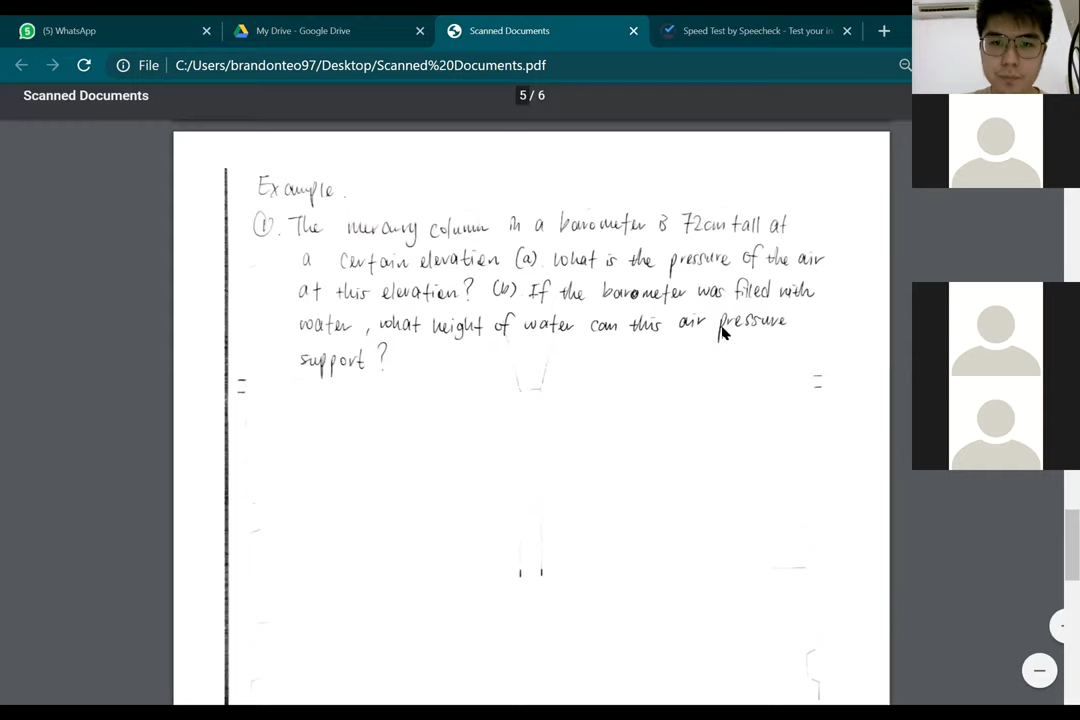 (5) WhatsApp
My Drive - Google Drive
Scanned Documents
Speed Test by Speecheck - Test your in
File
C:/Users/brandonteo97/Desktop/Scanned%20Documents.pdf
Scanned Documents
5 / 6
Example.
①. The mercury column in a barometer is 72cm tall at
a certain elevation (a). What is the pressure of the air
at this elevation? (b) If the barometer was filled with
water, what height of water can this air pressure
support?